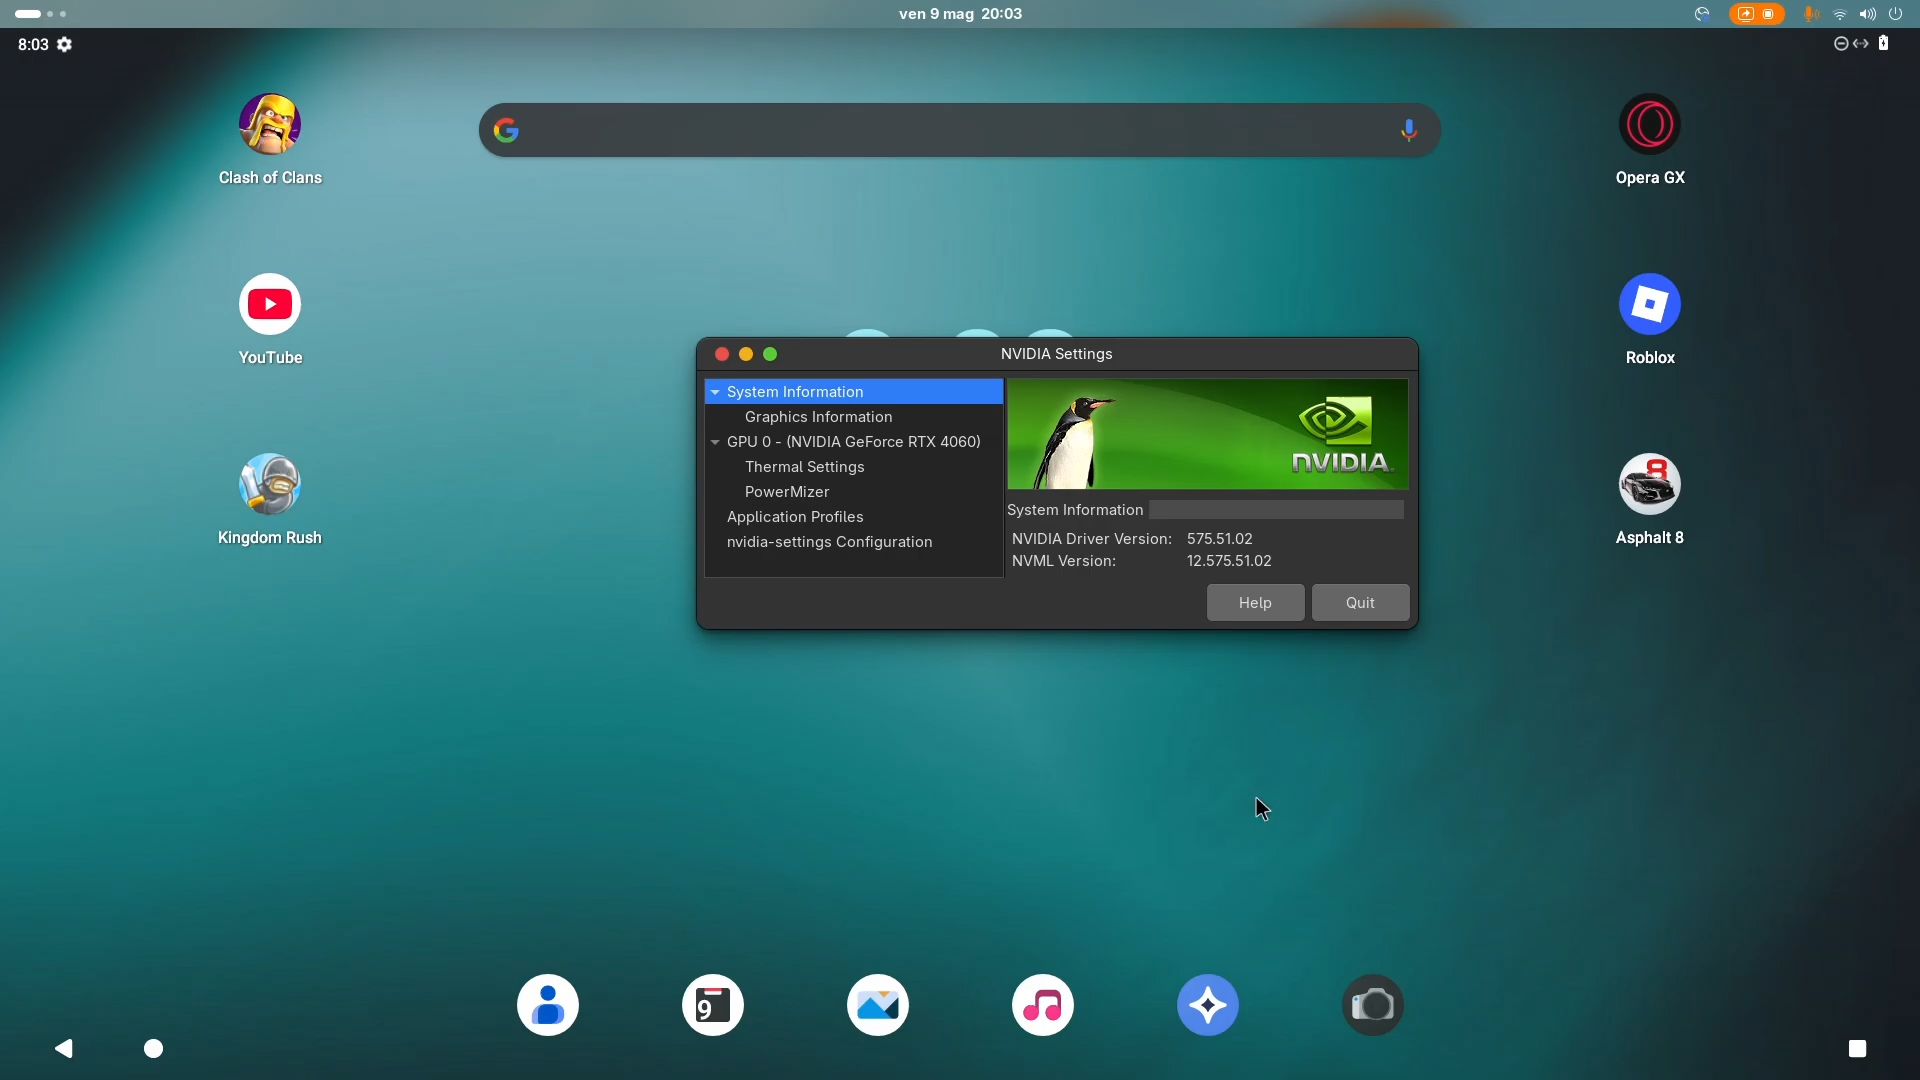 ven 9 mag 20:03
8:03
Clash of Clans
Opera GX
YouTube
Roblox
NVIDIA Settings
System Information
Graphics Information
GPU 0 - (NVIDIA GeForce RTX 4060)
Thermal Settings
PowerMizer
Application Profiles
nvidia-settings Configuration
NVIDIA
System Information
NVIDIA Driver Version: 575.51.02
NVML Version: 12.575.51.02
Help Quit
Kingdom Rush
8
Asphalt 8
9